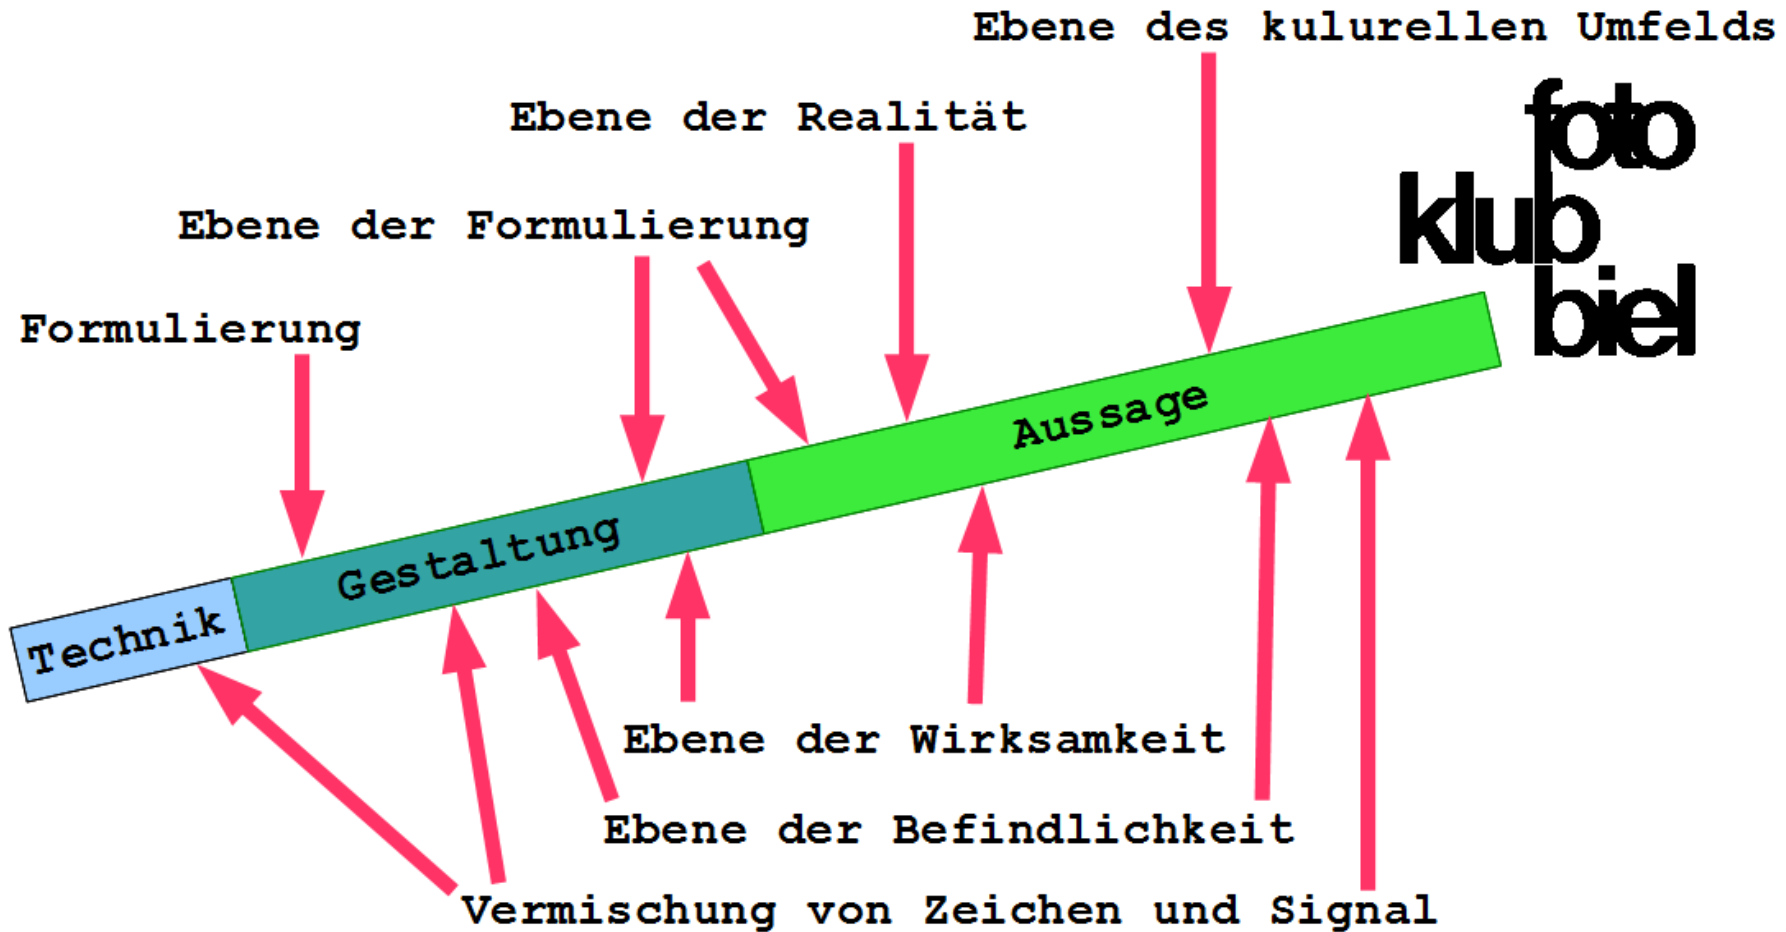 Ebene des kulurellen Umfelds
foto
klub
biel
Ebene der Realität
Ebene der Formulierung
Formulierung
Aussage
Gestaltung
Technik
Ebene der Wirksamkeit
Ebene der Befindlichkeit
Vermischung von Zeichen und Signal